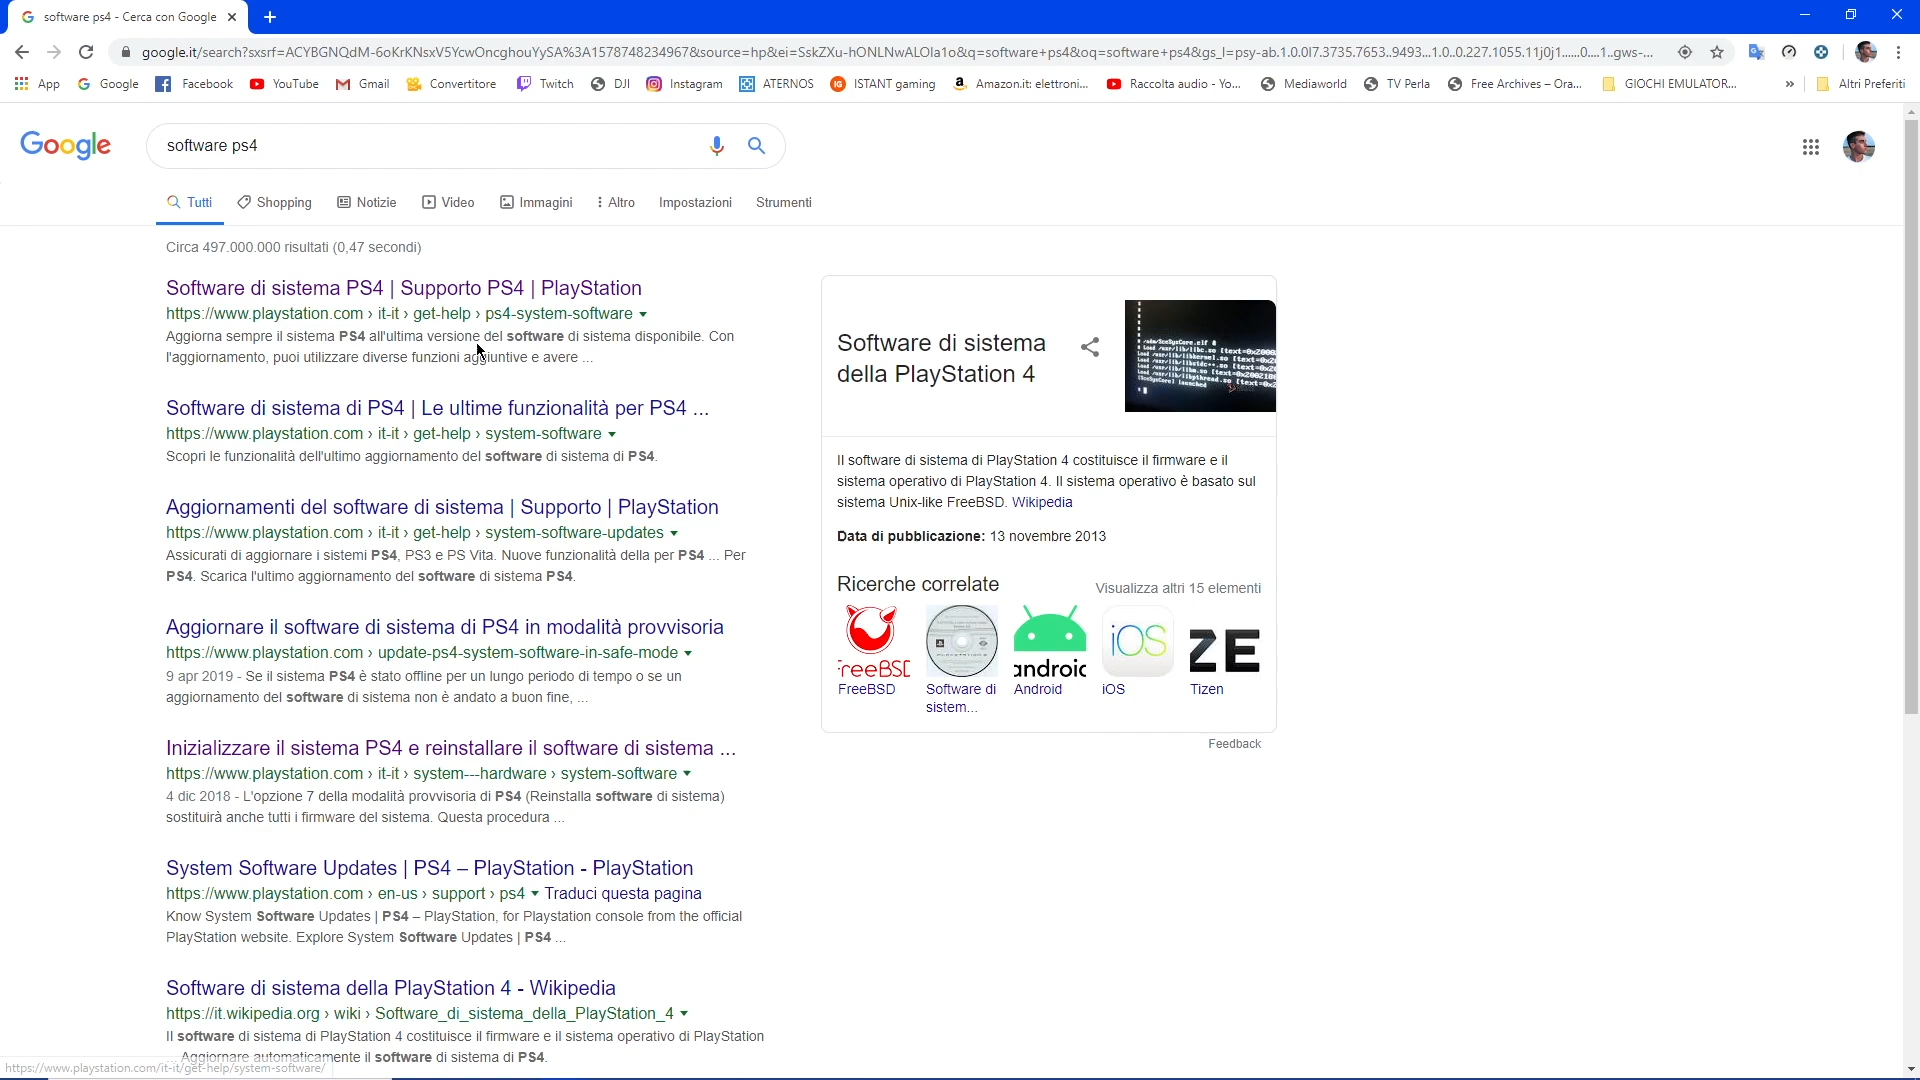 software ps4 - Cerca con Google
google.it/search?sxsrf=ACYBGNQdM-6oKrKNsxV5YcwOncghouYySA%3A1578748234967&source=hp&ei=SskZXu-hONLNwALOIa1o&q=software+ps4&oq=software+ps4&gs_l=psy-ab.1.0.0l7.3735.7653..9493...1.0..0.227.1055.11j0j1......0....1..gws-...
App Google Facebook YouTube Gmail Convertitore Twitch DJI Instagram ATERNOS ISTANT gaming Amazon.it: elettroni... Raccolta audio - Yo... Mediaworld TV Perla Free Archives – Ora... GIOCHI EMULATOR... » Altri Preferiti
Google software ps4
Tutti Shopping Notizie Video Immagini Altro Impostazioni Strumenti
Circa 497.000.000 risultati (0,47 secondi)
Software di sistema PS4 | Supporto PS4 | PlayStation
https://www.playstation.com › it-it › get-help › ps4-system-software
Aggiorna sempre il sistema PS4 all'ultima versione del software di sistema disponibile. Con
l'aggiornamento, puoi utilizzare diverse funzioni aggiuntive e avere ...
Software di sistema di PS4 | Le ultime funzionalità per PS4 ...
https://www.playstation.com › it-it › get-help › system-software
Scopri le funzionalità dell'ultimo aggiornamento del software di sistema di PS4.
Aggiornamenti del software di sistema | Supporto | PlayStation
https://www.playstation.com › it-it › get-help › system-software-updates
Assicurati di aggiornare i sistemi PS4, PS3 e PS Vita. Nuove funzionalità della per PS4 ... Per
PS4. Scarica l'ultimo aggiornamento del software di sistema PS4.
Aggiornare il software di sistema di PS4 in modalità provvisoria
https://www.playstation.com › update-ps4-system-software-in-safe-mode
9 apr 2019 - Se il sistema PS4 è stato offline per un lungo periodo di tempo o se un
aggiornamento del software di sistema non è andato a buon fine, ...
Inizializzare il sistema PS4 e reinstallare il software di sistema ...
https://www.playstation.com › it-it › system---hardware › system-software
4 dic 2018 - L'opzione 7 della modalità provvisoria di PS4 (Reinstalla software di sistema)
sostituirà anche tutti i firmware del sistema. Questa procedura ...
System Software Updates | PS4 – PlayStation - PlayStation
https://www.playstation.com › en-us › support › ps4 Traduci questa pagina
Know System Software Updates | PS4 – PlayStation, for Playstation console from the official
PlayStation website. Explore System Software Updates | PS4 ...
Software di sistema della PlayStation 4 - Wikipedia
https://it.wikipedia.org › wiki › Software_di_sistema_della_PlayStation_4
Il software di sistema di PlayStation 4 costituisce il firmware e il sistema operativo di PlayStation
... Aggiornare automaticamente il software di sistema di PS4.
https://www.playstation.com/it-it/get-help/system-software/
Software di sistema
della PlayStation 4
Il software di sistema di PlayStation 4 costituisce il firmware e il
sistema operativo di PlayStation 4. Il sistema operativo è basato sul
sistema Unix-like FreeBSD. Wikipedia
Data di pubblicazione: 13 novembre 2013
Ricerche correlate Visualizza altri 15 elementi
iOS
FreeBSD Software di Android iOS Tizen
sistem...
Feedback